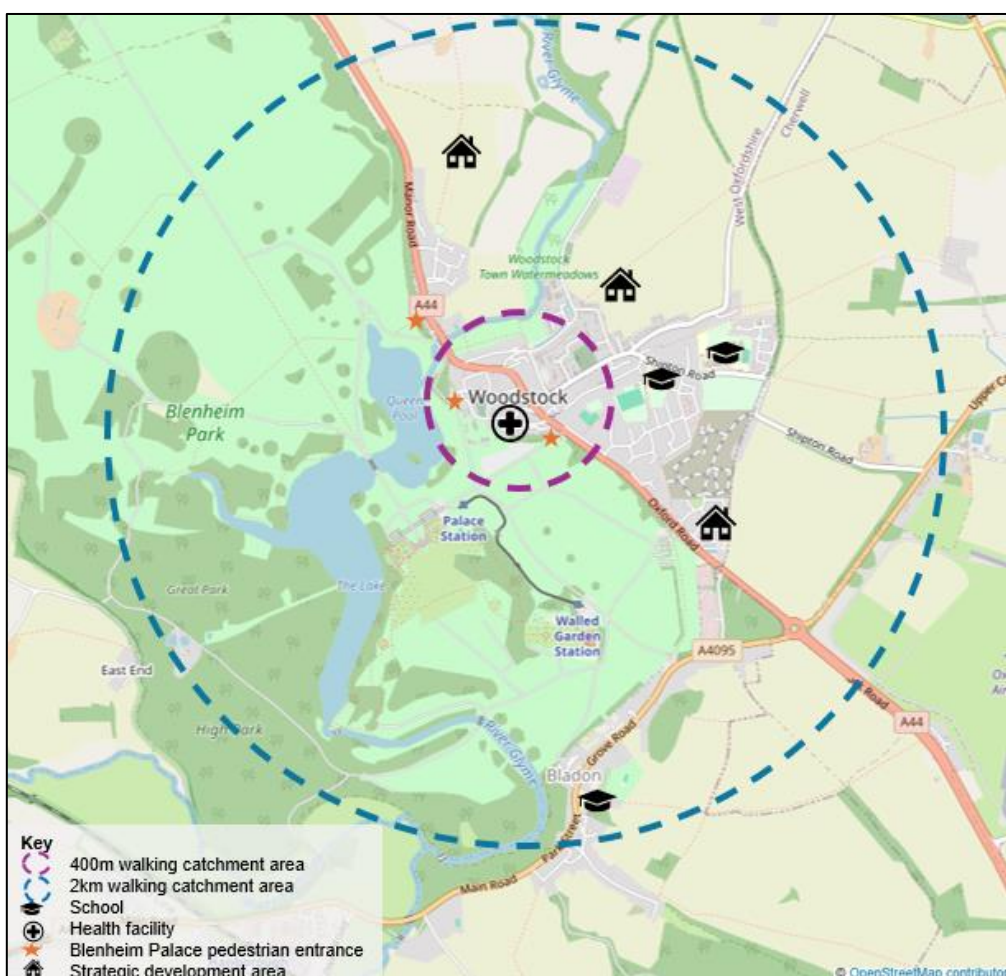 River Glyme
Cherwell
West Oxfordshire
Manor Road
Woodstock
Town Watermeadows
A44
Shipton Road
Woodstock
Queen
Pool
Blenheim
Park
Upper
Shipton Road
Oxford Road
Palace
Station
The Lake
Great Park
Walled
Garden
Station
A4095
East End
High Park
Road
A44
River Glyme
Grove Road
Bladon
Park Street
Main Road
Key
400m walking catchment area
2km walking catchment area
School
Health facility
Blenheim Palace pedestrian entrance
Strategic development area
© OpenStreetMap contributo